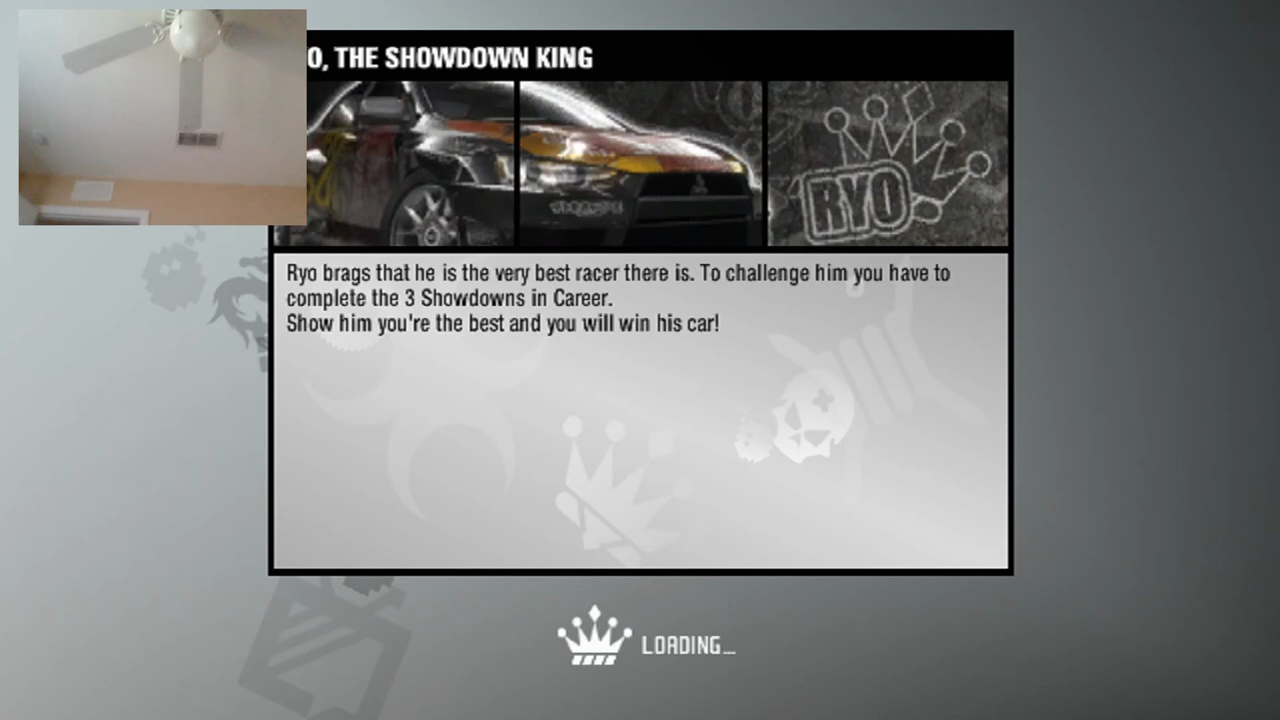 O, THE SHOWDOWN KING
RYO
Ryo brags that he is the very best racer there is. To challenge him you have to
complete the 3 Showdowns in Career.
Show him you're the best and you will win his car!
LOADING...